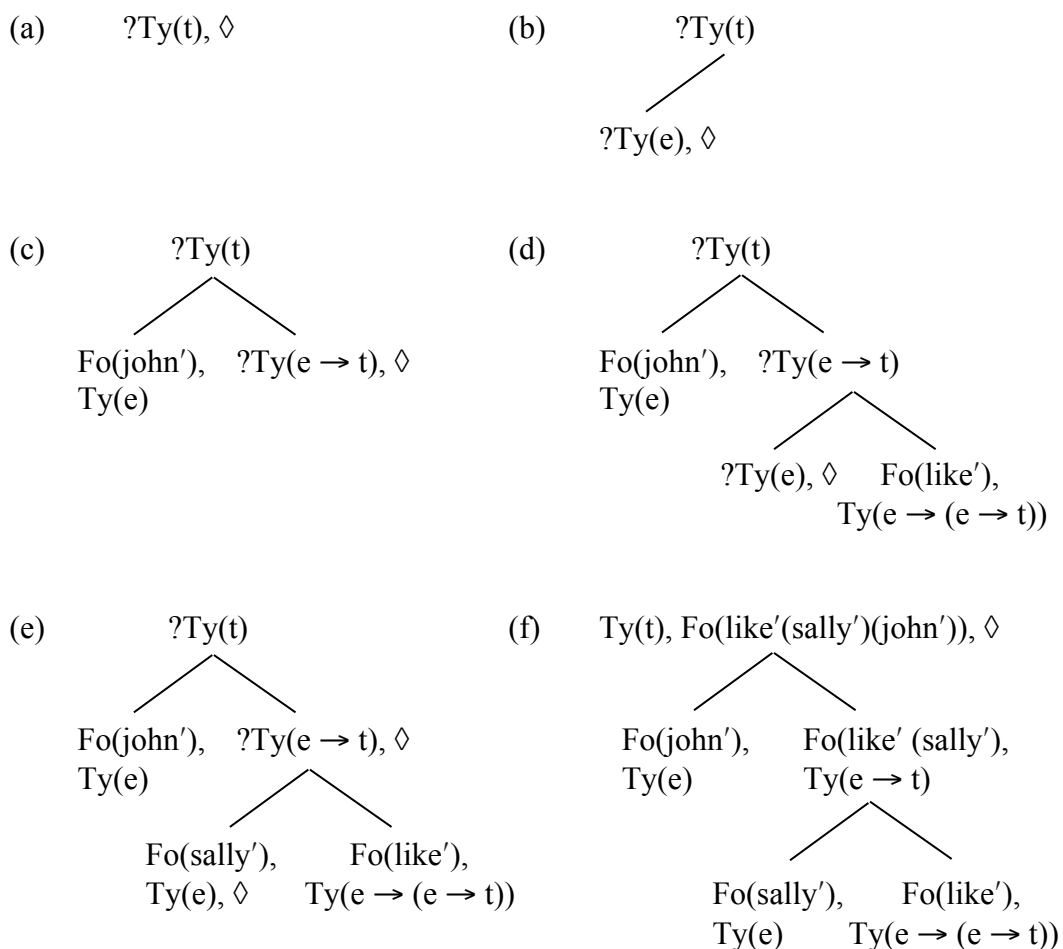 (a) ?Ty(t), ◊ (b) ?Ty(t)
?Ty(e), ◊
(c) ?Ty(t) (d) ?Ty(t)
Fo(john′), ?Ty(e → t), ◊ Fo(john′), ?Ty(e → t)
Ty(e) Ty(e)
?Ty(e), ◊ Fo(like′),
Ty(e → (e → t))
(e) ?Ty(t) (f) Ty(t), Fo(like′(sally′)(john′)), ◊
Fo(john′), ?Ty(e → t), ◊ Fo(john′), Fo(like′ (sally′),
Ty(e) Ty(e) Ty(e → t)
Fo(sally′), Fo(like′),
Ty(e), ◊ Ty(e → (e → t))
Fo(sally′), Fo(like′),
Ty(e) Ty(e → (e → t))